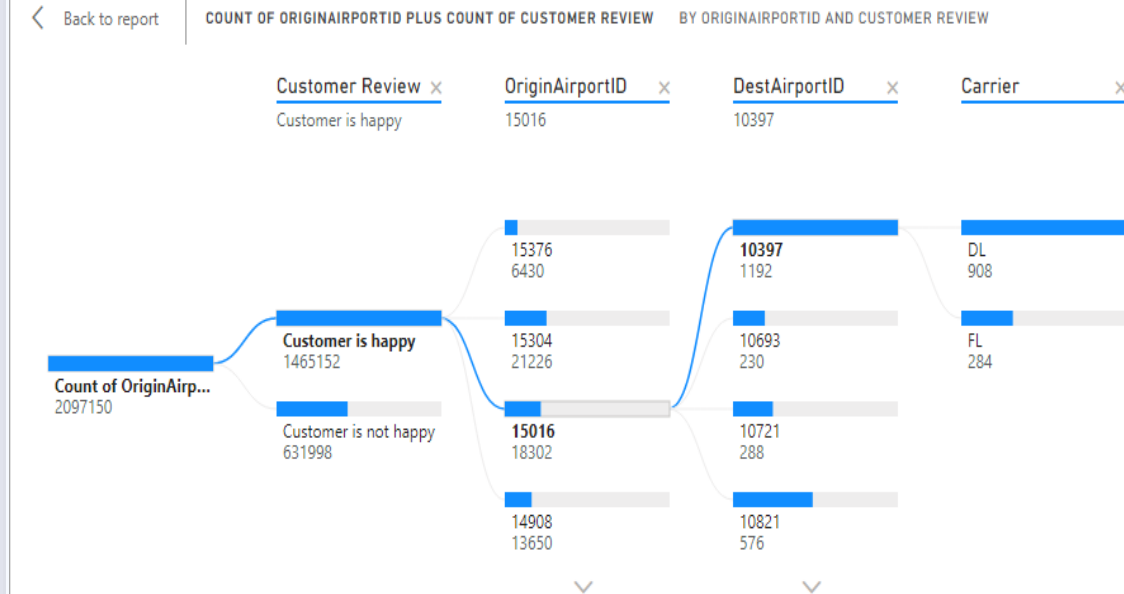 Back to report
COUNT OF ORIGINAIRPORTID PLUS COUNT OF CUSTOMER REVIEW BY ORIGINAIRPORTID AND CUSTOMER REVIEW
Customer Review × OriginAirportID × DestAirportID × Carrier ×
Customer is happy 15016 10397
Count of OriginAirp...
2097150
Customer is happy
1465152
Customer is not happy
631998
15376
6430
15304
21226
15016
18302
14908
13650
10397
1192
10693
230
10721
288
10821
576
DL
908
FL
284